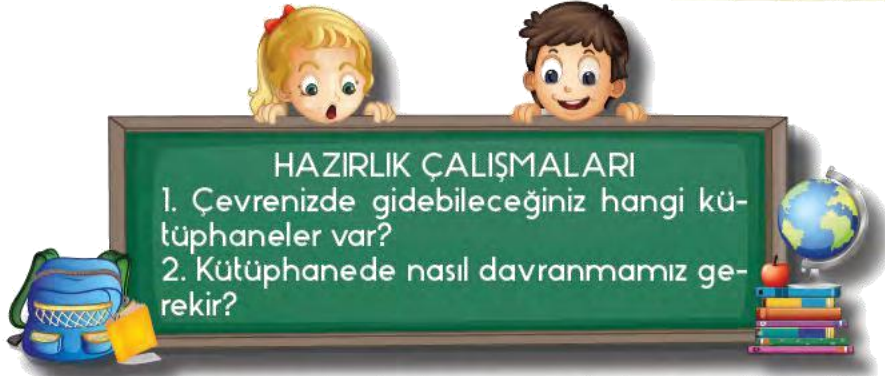 HAZIRLIK ÇALIŞMALARI
1. Çevrenizde gidebileceğiniz hangi kü-
tüphaneler var?
2. Kütüphanede nasıl davranmamız ge-
rekir?